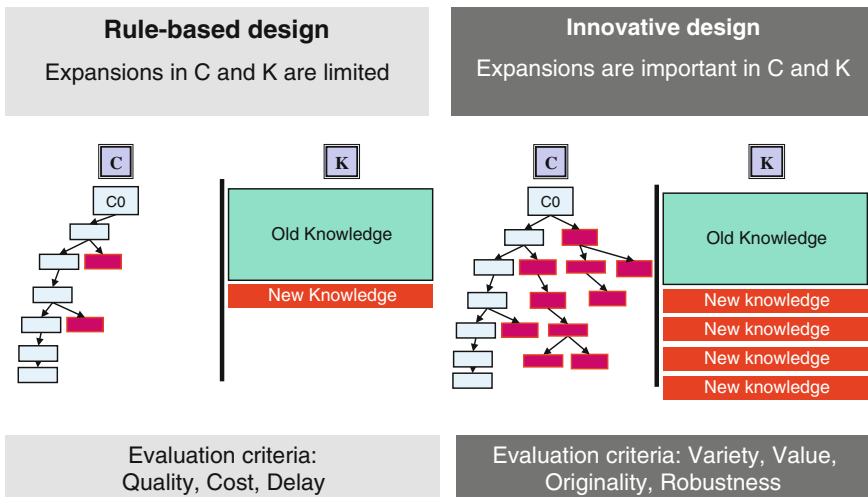 Rule-based design
Expansions in C and K are limited
Innovative design
Expansions are important in C and K
C
K
C0
Old Knowledge
New Knowledge
C
K
C0
Old Knowledge
New knowledge
New knowledge
New knowledge
New knowledge
Evaluation criteria:
Quality, Cost, Delay
Evaluation criteria: Variety, Value,
Originality, Robustness